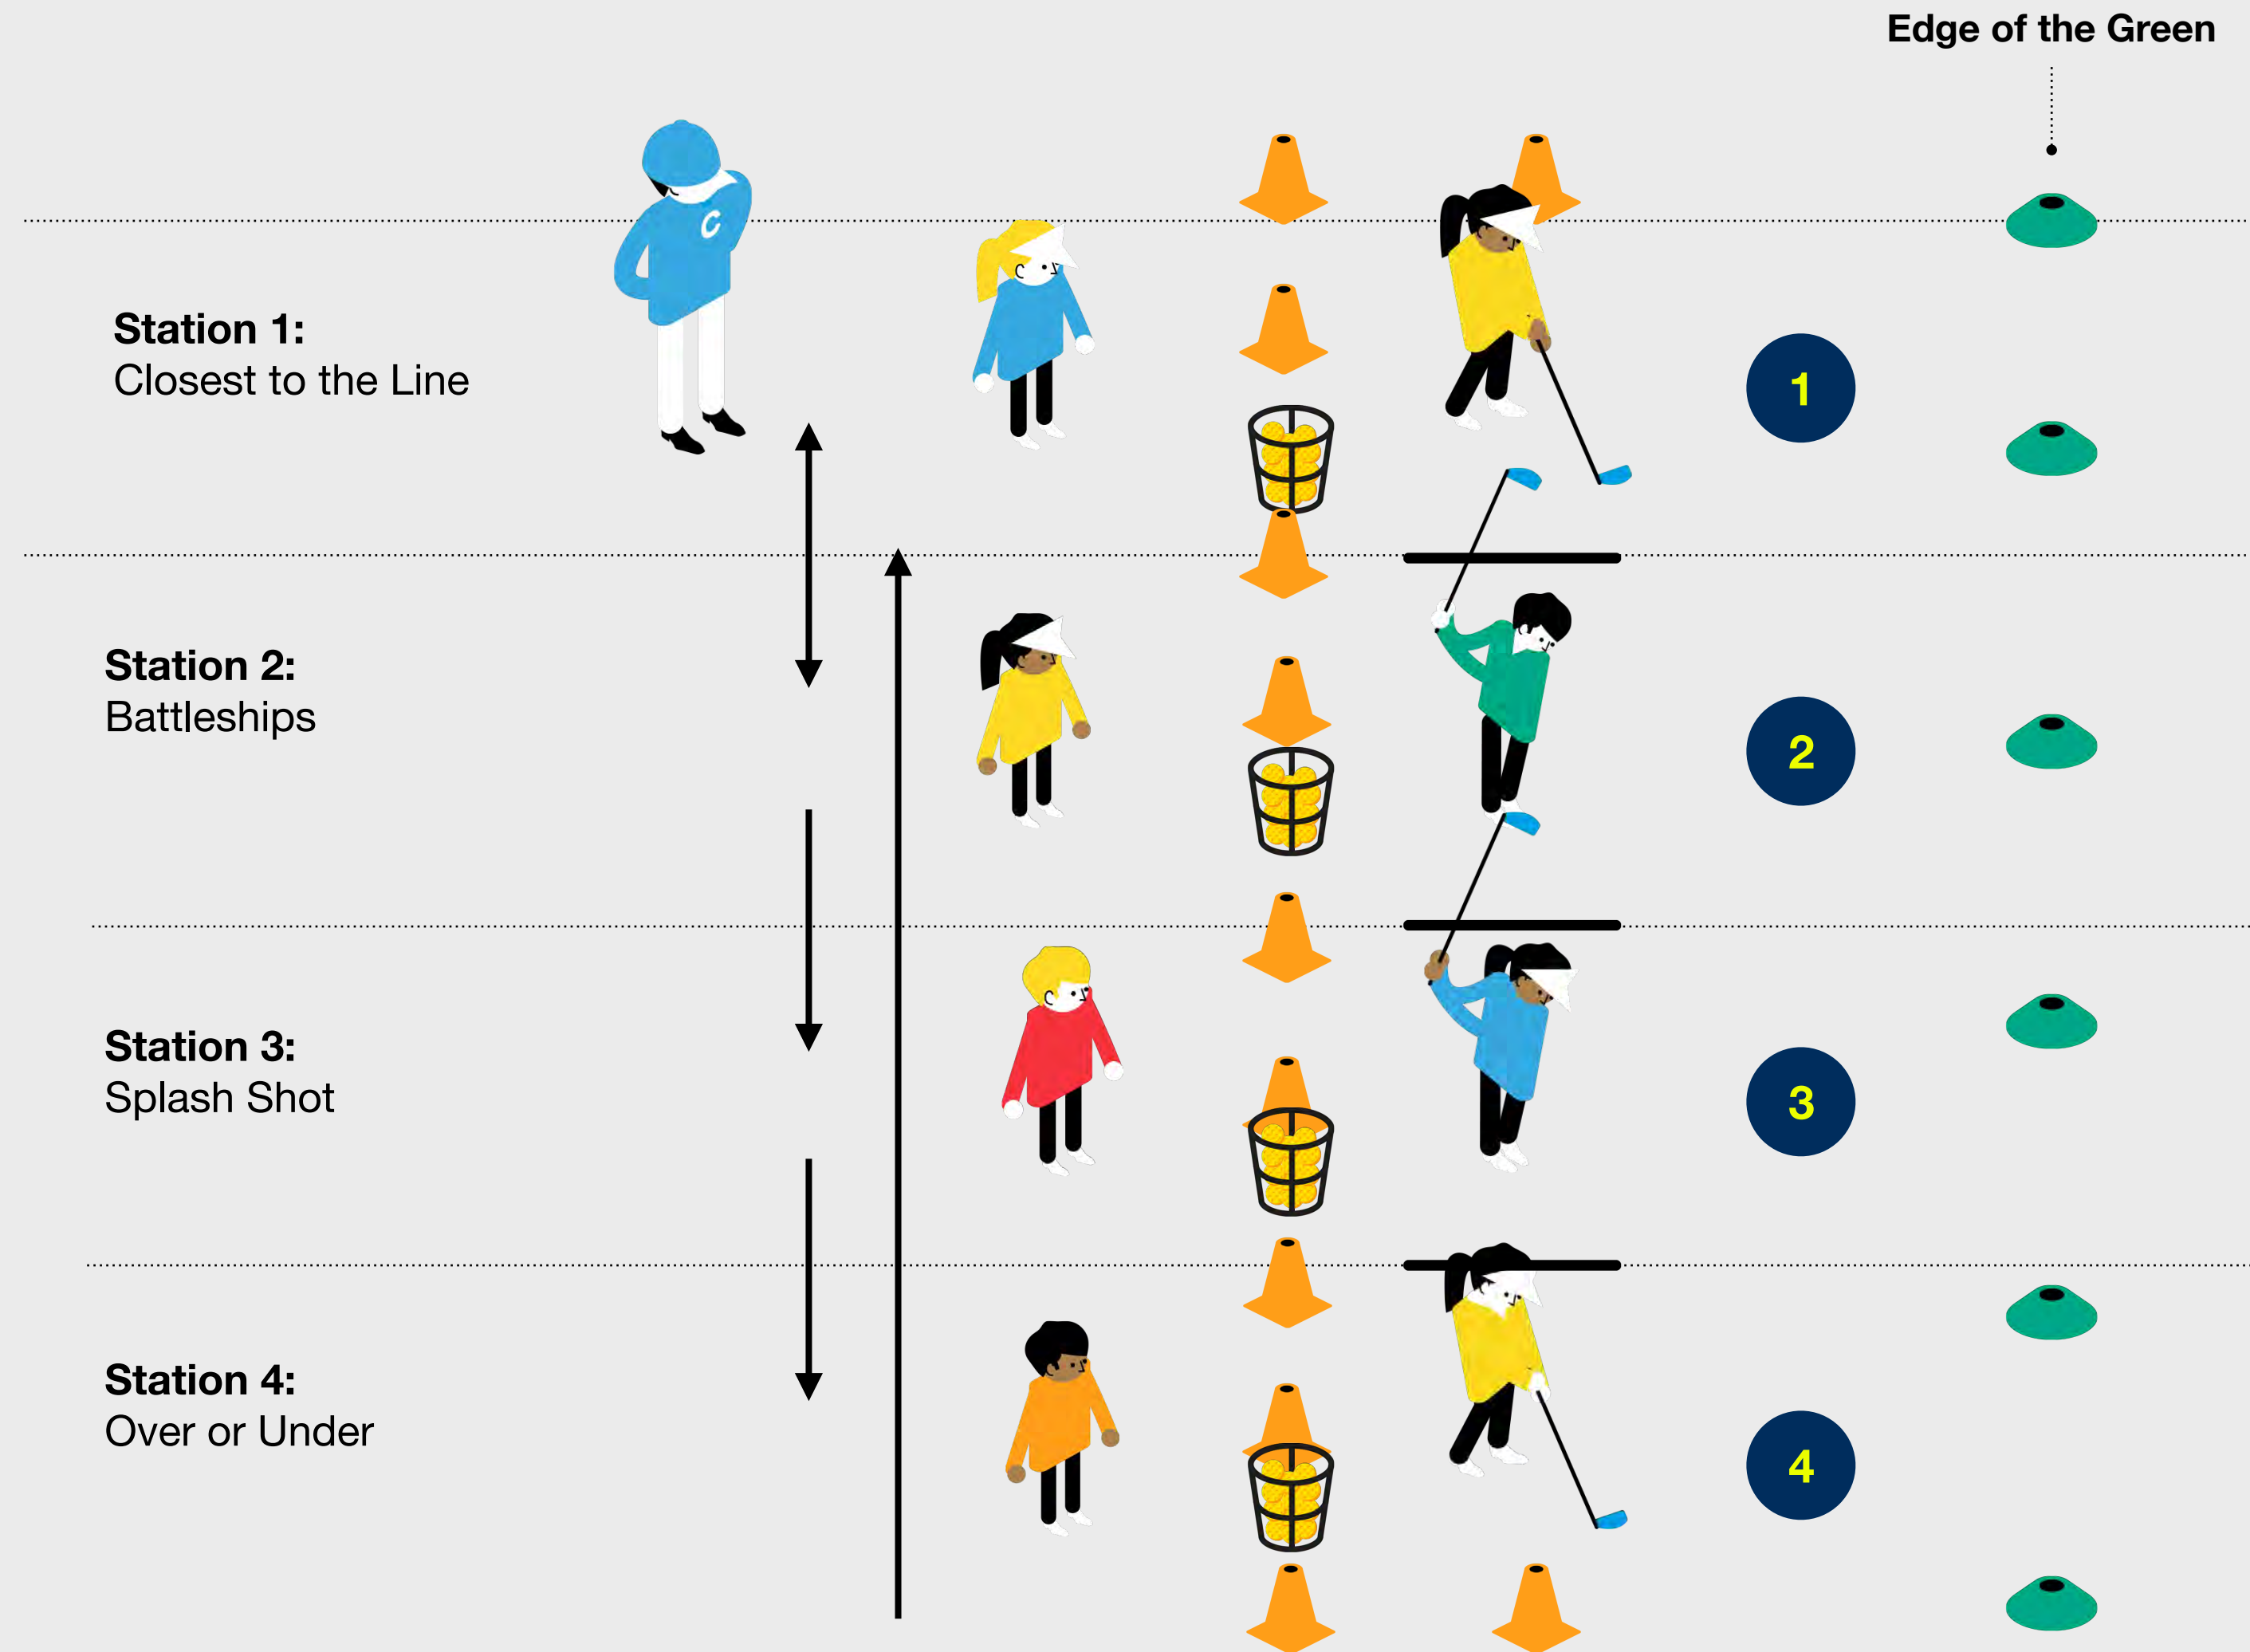 Edge of the Green
C
Station 1:
Closest to the Line
1
Station 2:
Battleships
2
Station 3:
Splash Shot
3
Station 4:
Over or Under
4